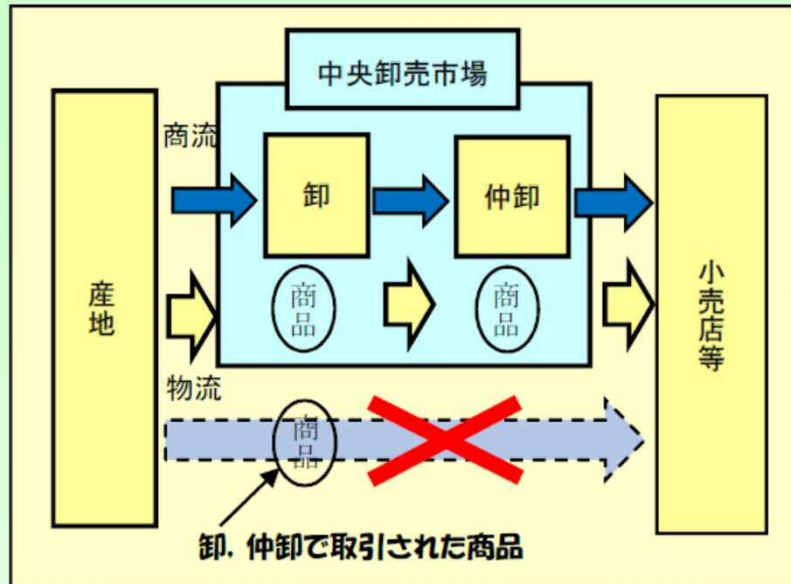 中央卸売市場
商流
卸
仲卸
産地
商品
商品
小売店等
物流
商品
卸．仲卸で取引された商品